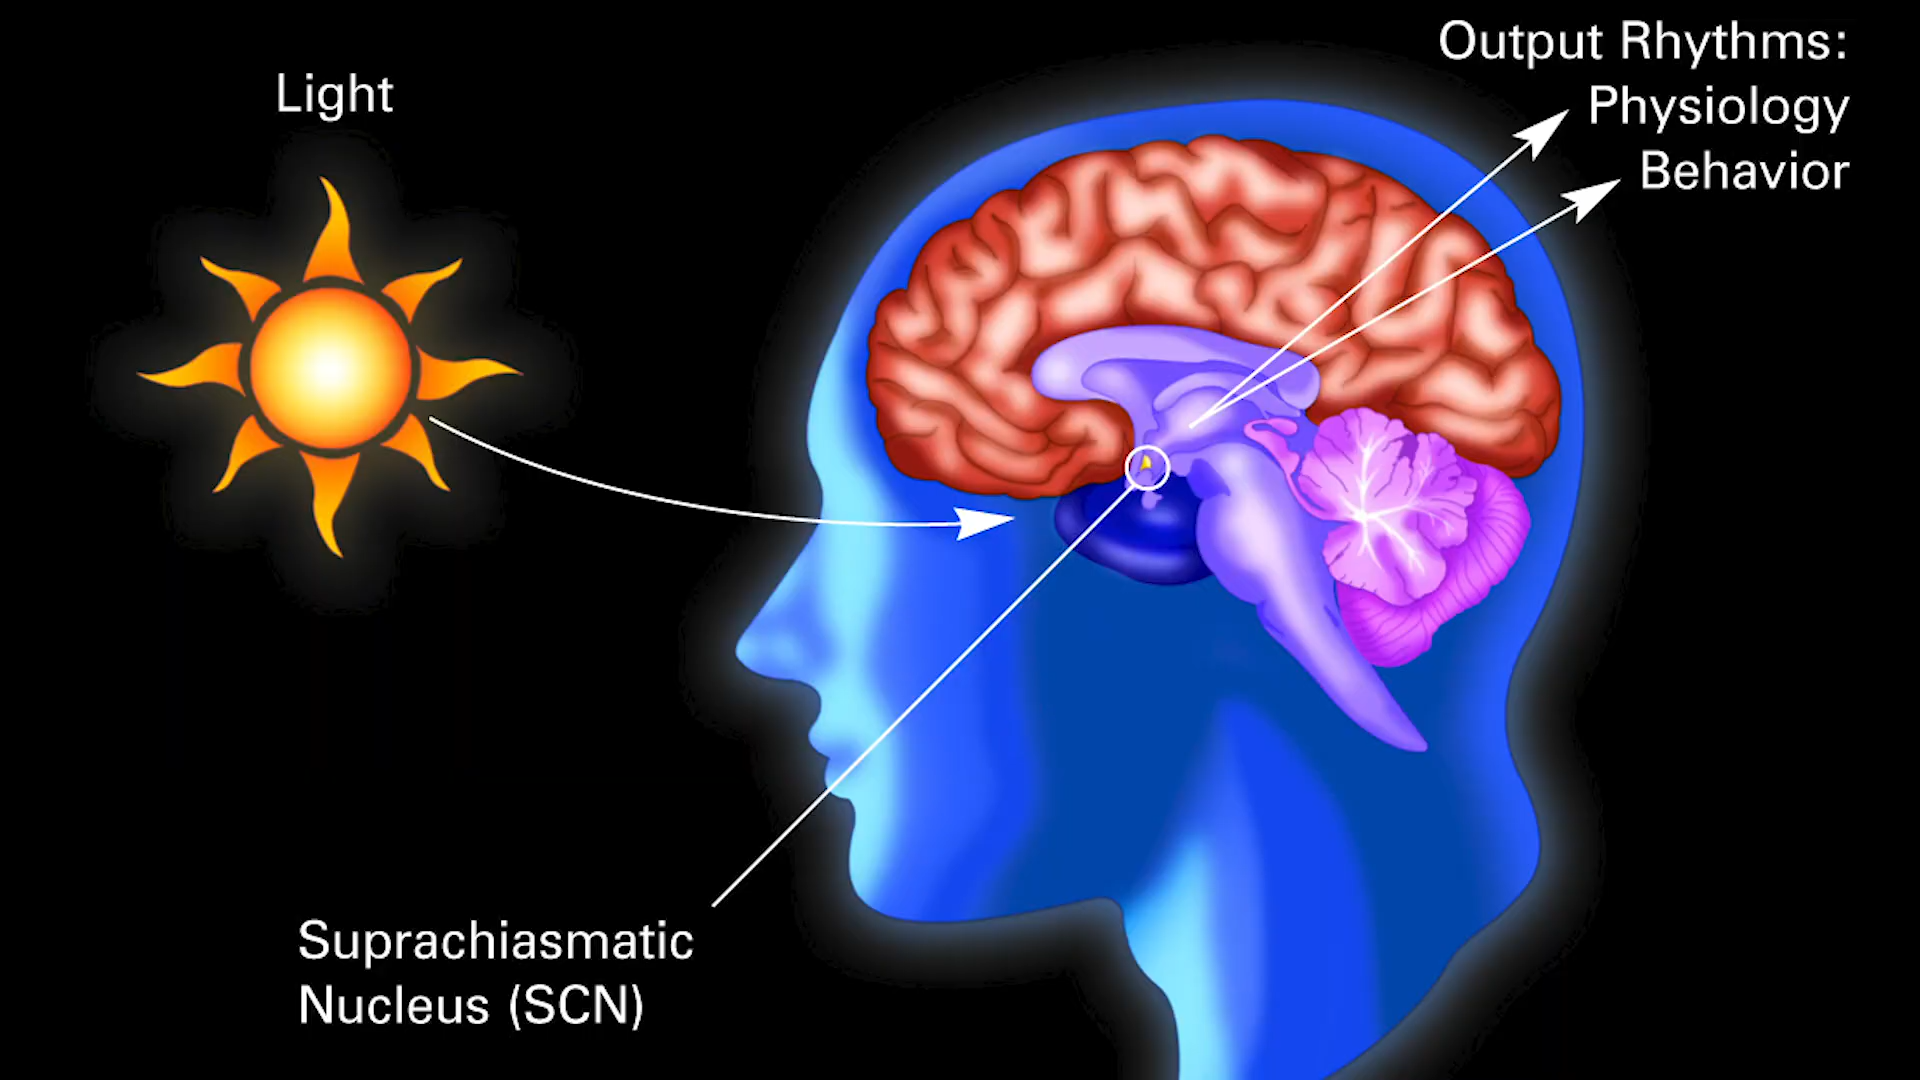 Light
Output Rhythms:
Physiology
Behavior
Suprachiasmatic
Nucleus (SCN)